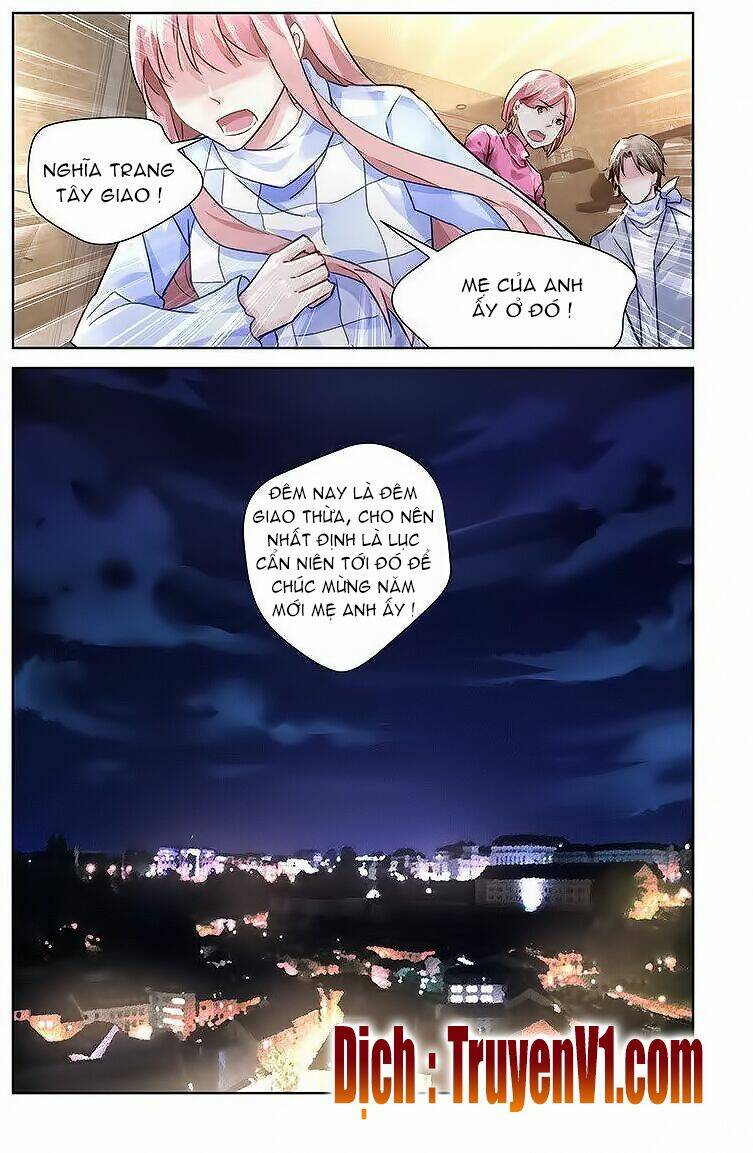 NGHĨA TRANG
TÂY GIAO !
MẸ CỦA ANH
ẤY Ở ĐÓ !
ĐÊM NAY LÀ ĐÊM
GIAO THỪA, CHO NÊN
NHẤT ĐỊNH LÀ LỤC
CẨN NIÊN TỚI ĐÓ ĐỂ
CHÚC MỪNG NĂM
MỚI MẸ ANH ẤY !
Dịch : TruyenV1.com